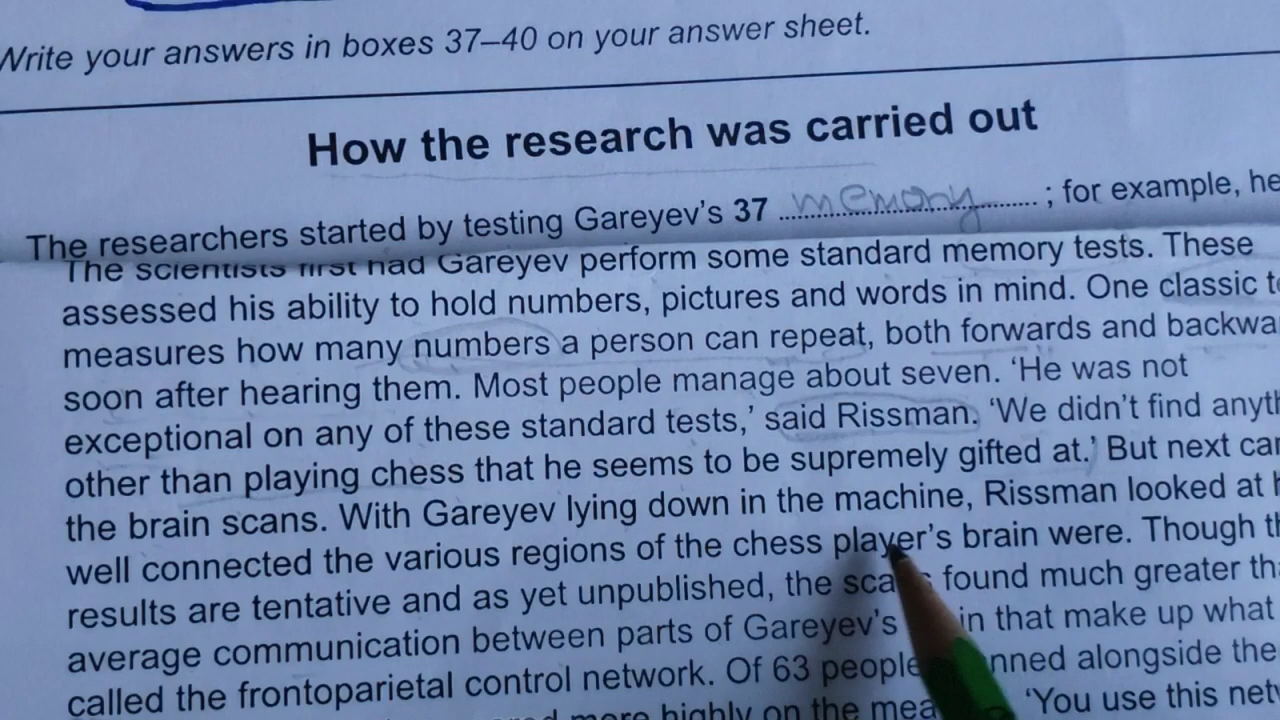 Write your answers in boxes 37–40 on your answer sheet.
How the research was carried out
The researchers started by testing Gareyev's 37 memory ; for example, he
The scientists first had Gareyev perform some standard memory tests. These
assessed his ability to hold numbers, pictures and words in mind. One classic
measures how many numbers a person can repeat, both forwards and
soon after hearing them. Most people manage about seven. 'He was not
exceptional on any of these standard tests,' said Rissman. 'We didn't find
other than playing chess that he seems to be supremely gifted at.' But next
the brain scans. With Gareyev lying down in the machine, Rissman looked at
well connected the various regions of the chess player's brain were. Though
results are tentative and as yet unpublished, the found much greater
average communication between parts of Gareyev's that make up what
called the frontoparietal control network. Of 63 people alongside the
more highly on the 'You use this